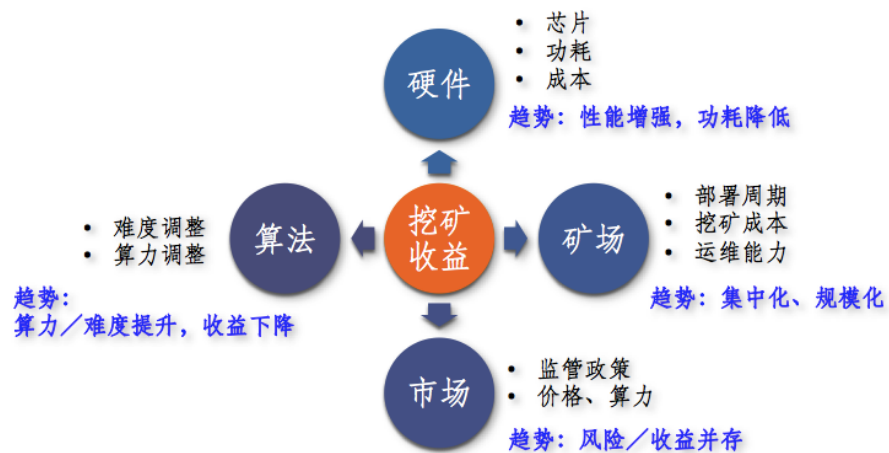 硬件
• 芯片
• 功耗
• 成本
趋势：性能增强，功耗降低
算法
• 难度调整
• 算力调整
趋势：
算力／难度提升，收益下降
挖矿
收益
矿场
• 部署周期
• 挖矿成本
• 运维能力
趋势：集中化、规模化
市场
• 监管政策
• 价格、算力
趋势：风险／收益并存